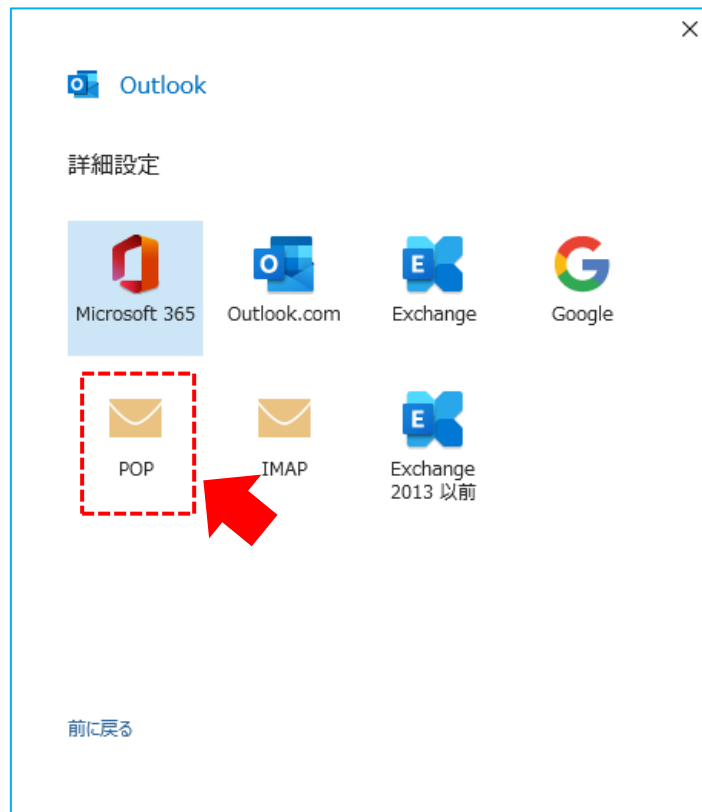 Outlook
詳細設定
Microsoft 365
Outlook.com
Exchange
Google
POP
IMAP
Exchange
2013 以前
前に戻る